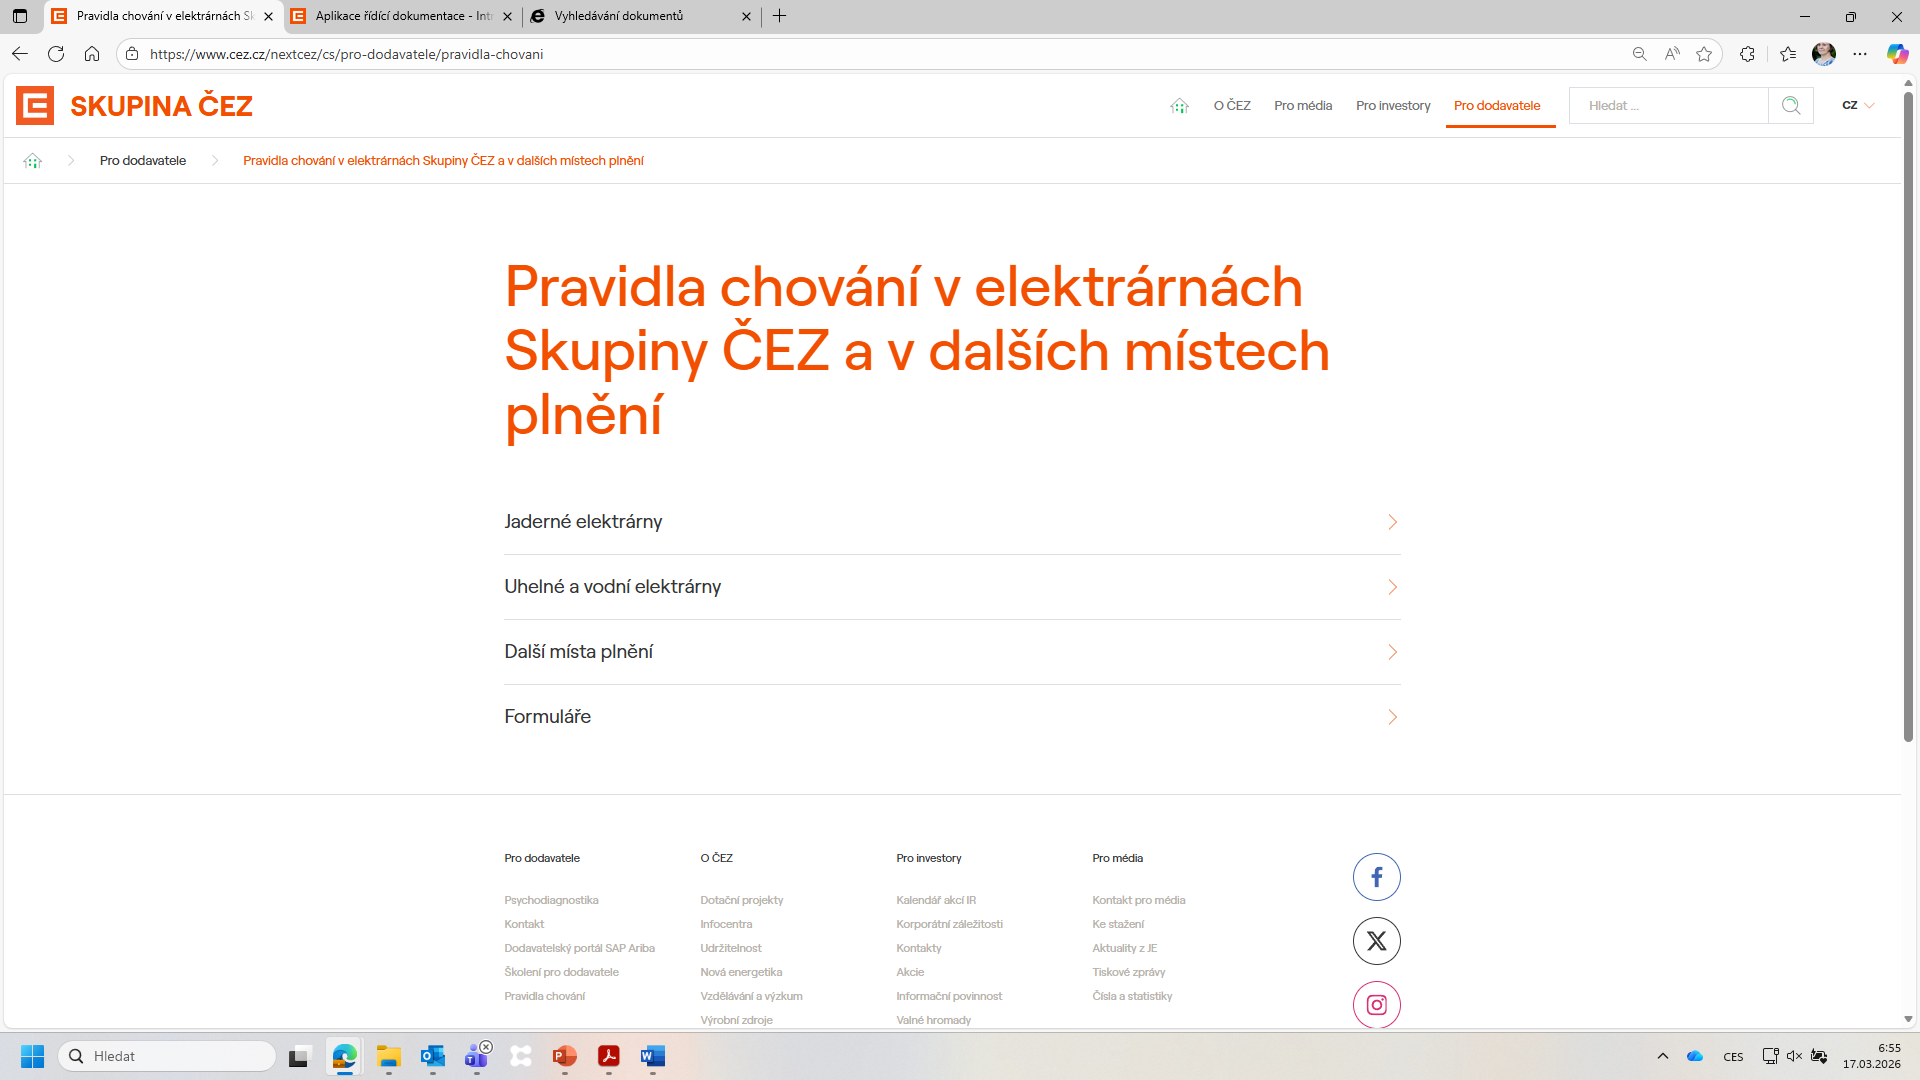 Pravidla chování v elektrárnách Sk
Aplikace řídící dokumentace - Intr
Vyhledávání dokumentů
https://www.cez.cz/nextcez/cs/pro-dodavatele/pravidla-chovani
SKUPINA ČEZ
O ČEZ
Pro média
Pro investory
Pro dodavatele
Hledat ...
CZ
Pro dodavatele
Pravidla chování v elektrárnách Skupiny ČEZ a v dalších místech plnění
Pravidla chování v elektrárnách
Skupiny ČEZ a v dalších místech
plnění
Jaderné elektrárny
Uhelné a vodní elektrárny
Další místa plnění
Formuláře
Pro dodavatele
Psychodiagnostika
Kontakt
Dodavatelský portál SAP Ariba
Školení pro dodavatele
Pravidla chování
O ČEZ
Dotační projekty
Infocentra
Udržitelnost
Nová energetika
Vzdělávání a výzkum
Výrobní zdroje
Pro investory
Kalendář akcí IR
Korporátní záležitosti
Kontakty
Akcie
Informační povinnost
Valné hromady
Pro média
Kontakt pro média
Ke stažení
Aktuality z JE
Tiskové zprávy
Čísla a statistiky
Hledat
CES
6:55
17.03.2026